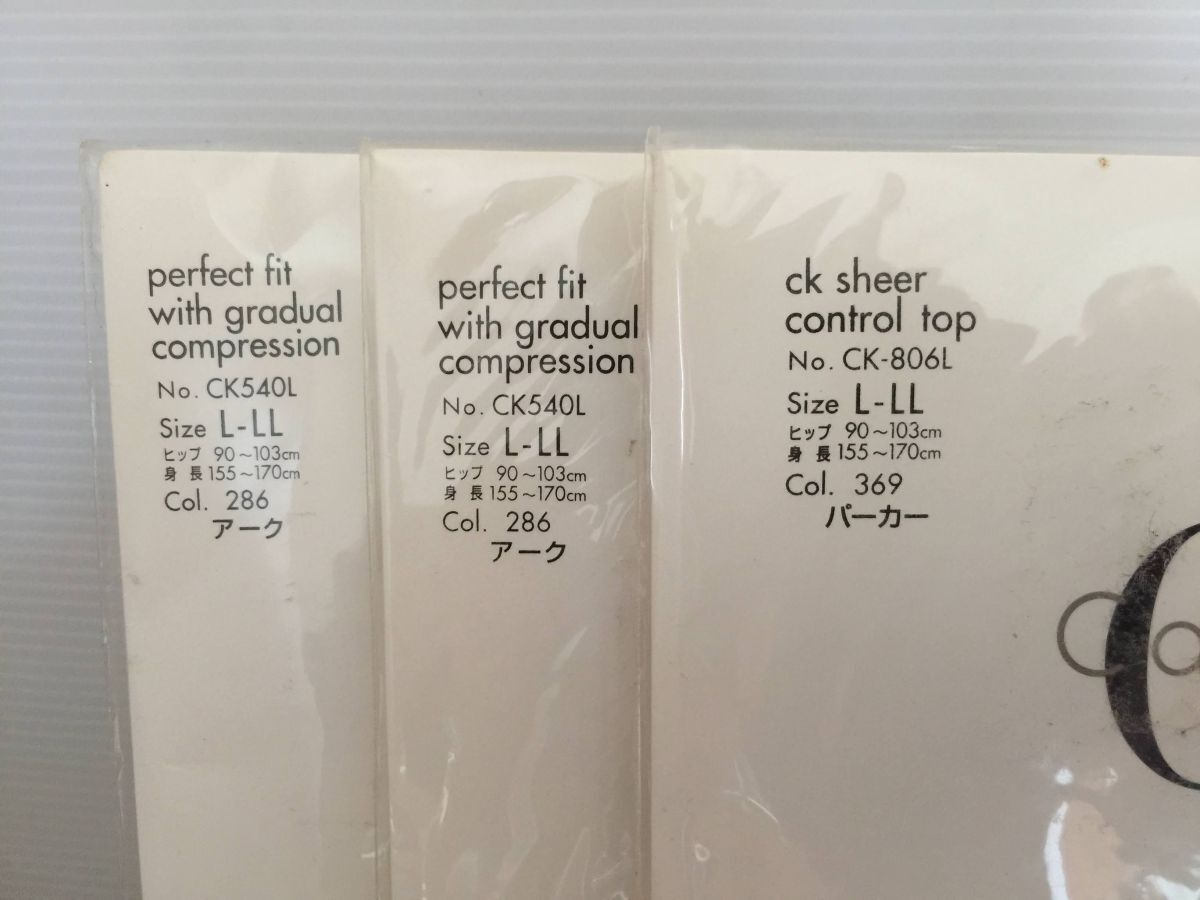 perfect fit
with gradual
compression
No. CK540L
Size L-LL
ヒップ 90～103cm
身 長 155～170cm
Col. 286
アーク
perfect fit
with gradual
compression
No. CK540L
Size L-LL
ヒップ 90～103cm
身 長 155～170cm
Col. 286
アーク
ck sheer
control top
No. CK-806L
Size L-LL
ヒップ 90～103cm
身 長 155～170cm
Col. 369
パーカー
Ca